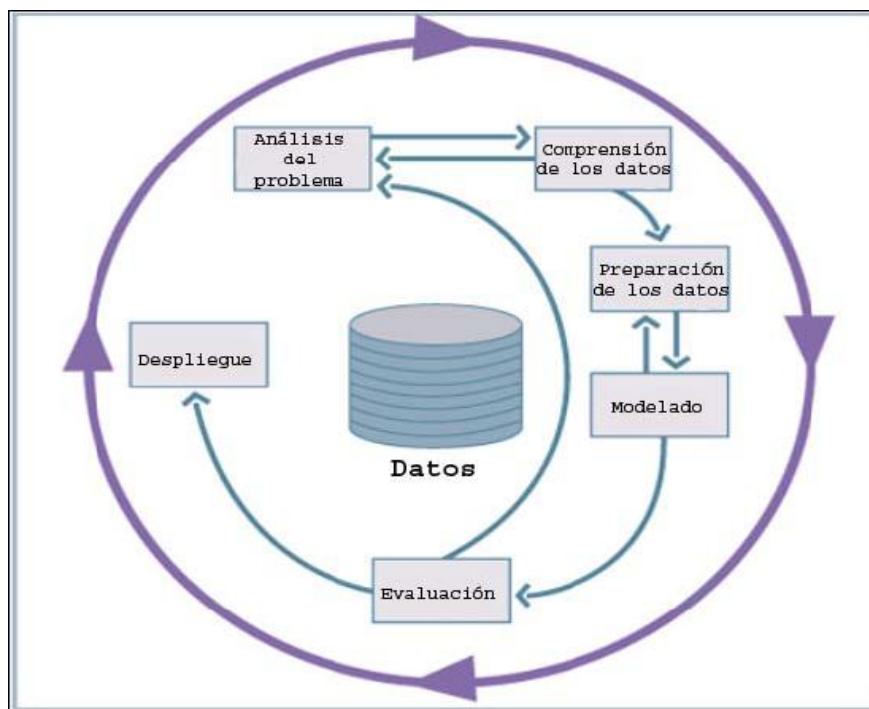 Análisis
del
problema
Comprensión
de los datos
Preparación
de los datos
Despliegue
Modelado
Datos
Evaluación